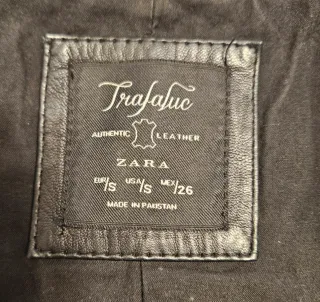 Trafaluc
AUTHENTIC LEATHER
ZARA
EUR/S USA/S MEX/26
MADE IN PAKISTAN